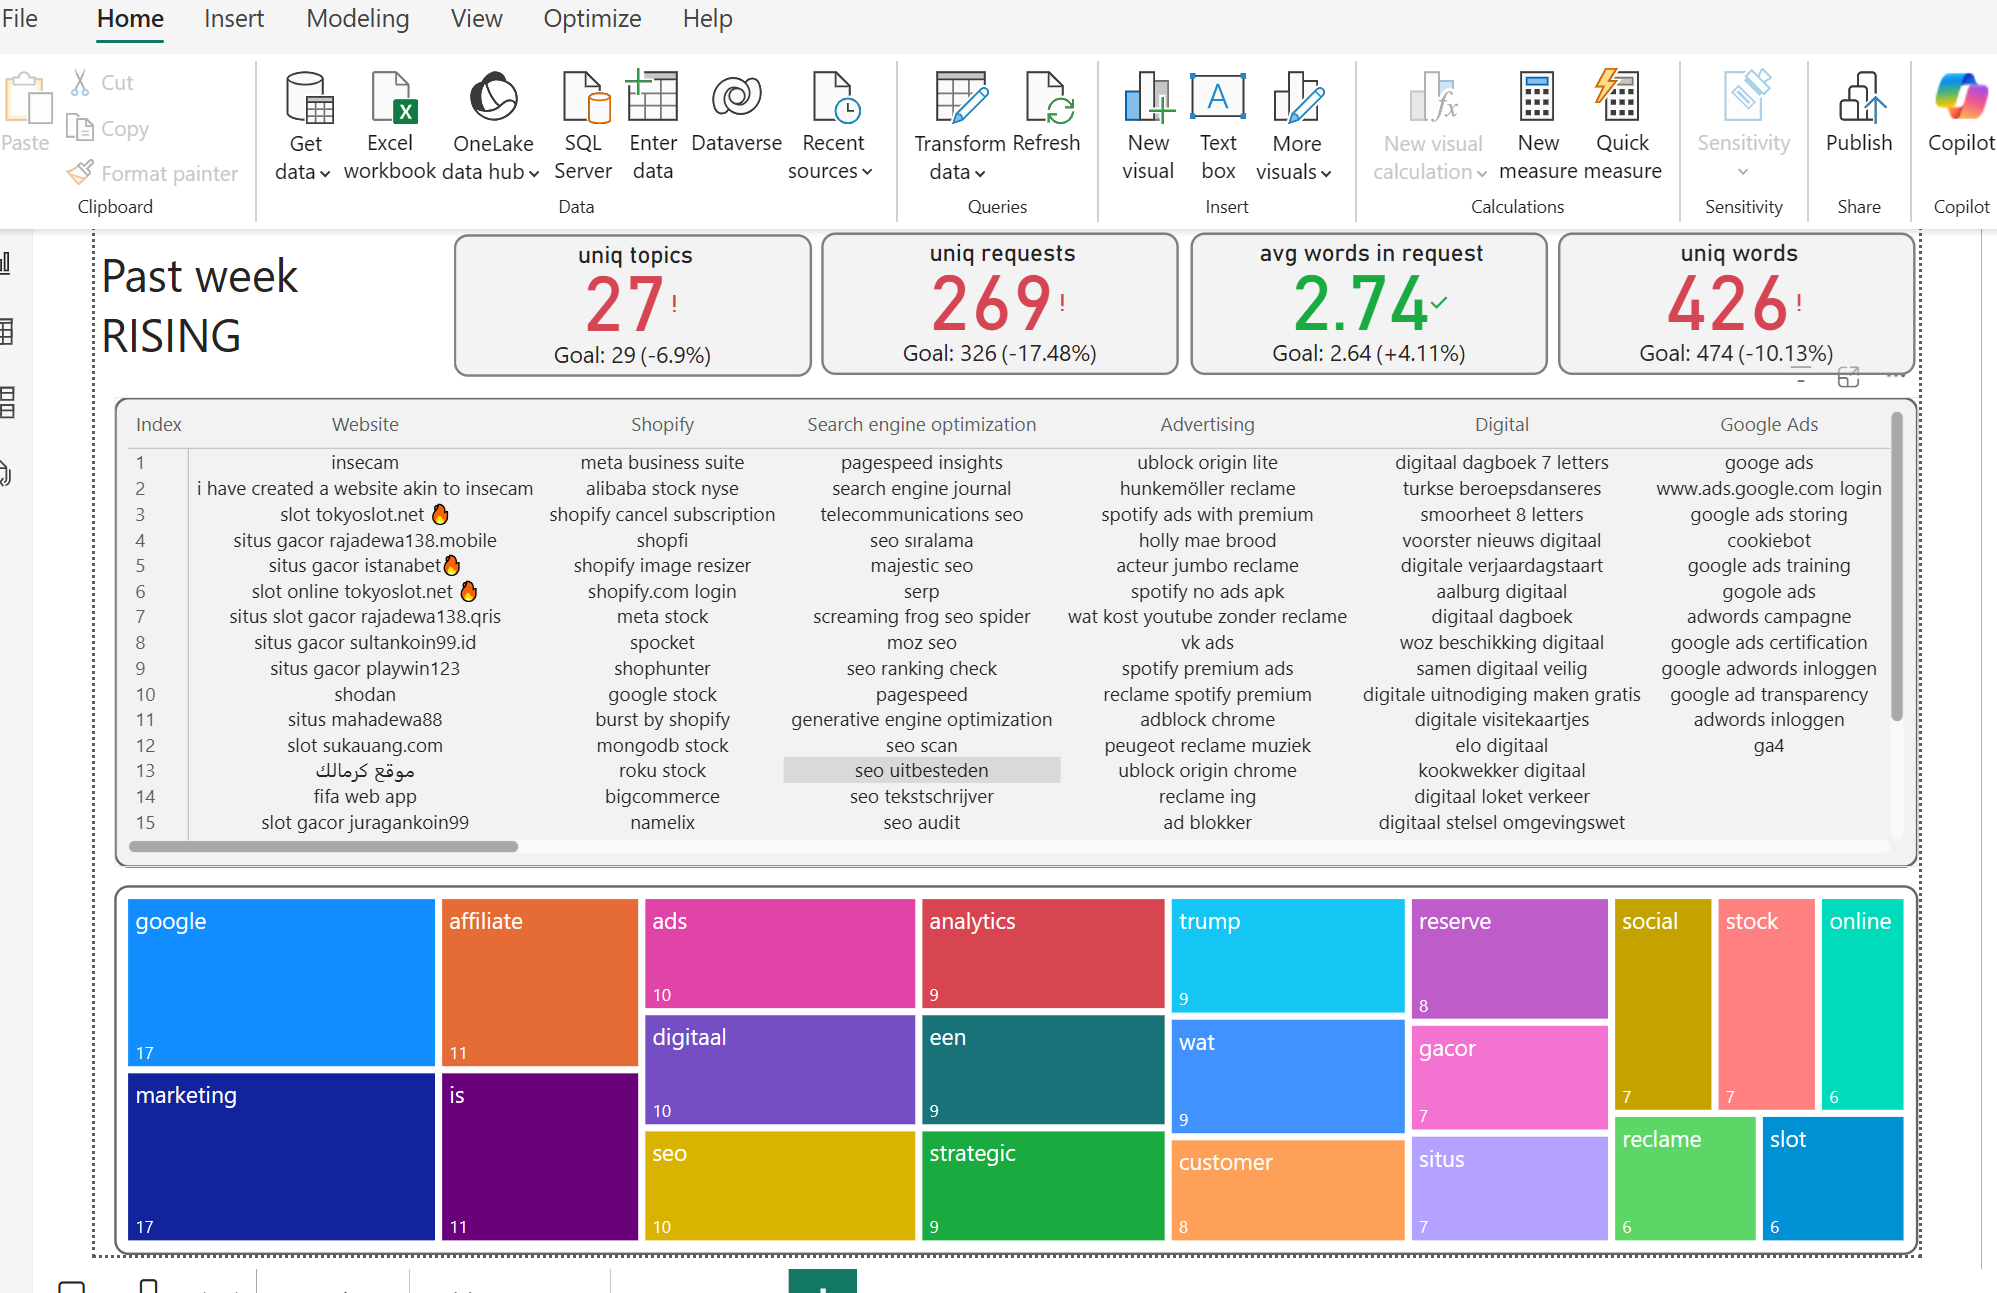 File Home Insert Modeling View Optimize Help
Paste
Cut
Copy
Format painter
Clipboard
Get data
Excel workbook
OneLake data hub
SQL Server
Enter data
Dataverse
Recent sources
Data
Transform data
Refresh
Queries
New visual
Text box
More visuals
Insert
New visual calculation
New measure
Quick measure
Calculations
Sensitivity
Sensitivity
Publish
Share
Copilot
Copilot
Past week
RISING
uniq topics
27!
Goal: 29 (-6.9%)
uniq requests
269!
Goal: 326 (-17.48%)
avg words in request
2.74✓
Goal: 2.64 (+4.11%)
uniq words
426!
Goal: 474 (-10.13%)
Index Website Shopify Search engine optimization Advertising Digital Google Ads
1 insecam meta business suite pagespeed insights ublock origin lite digitaal dagboek 7 letters googe ads
2 i have created a website akin to insecam alibaba stock nyse search engine journal hunkemöller reclame turkse beroepsdanseres www.ads.google.com login
3 slot tokyoslot.net 🔥 shopify cancel subscription telecommunications seo spotify ads with premium smoorheet 8 letters google ads storing
4 situs gacor rajadewa138.mobile shopfi seo sıralama holly mae brood voorster nieuws digitaal cookiebot
5 situs gacor istanabet🔥 shopify image resizer majestic seo acteur jumbo reclame digitale verjaardagstaart google ads training
6 slot online tokyoslot.net 🔥 shopify.com login serp spotify no ads apk aalburg digitaal gogole ads
7 situs slot gacor rajadewa138.qris meta stock screaming frog seo spider wat kost youtube zonder reclame digitaal dagboek adwords campagne
8 situs gacor sultankoin99.id spocket moz seo vk ads woz beschikking digitaal google ads certification
9 situs gacor playwin123 shophunter seo ranking check spotify premium ads samen digitaal veilig google adwords inloggen
10 shodan google stock pagespeed reclame spotify premium digitale uitnodiging maken gratis google ad transparency
11 situs mahadewa88 burst by shopify generative engine optimization adblock chrome digitale visitekaartjes adwords inloggen
12 slot sukauang.com mongodb stock seo scan peugeot reclame muziek elo digitaal ga4
13 موقع كرمالك roku stock seo uitbesteden ublock origin chrome kookwekker digitaal
14 fifa web app bigcommerce seo tekstschrijver reclame ing digitaal loket verkeer
15 slot gacor juragankoin99 namelix seo audit ad blokker digitaal stelsel omgevingswet
google 17
marketing 17
affiliate 11
is 11
ads 10
digitaal 10
seo 10
analytics 9
een 9
strategic 9
trump 9
wat 9
customer 8
reserve 8
gacor 7
situs 7
social 7
stock 7
online 6
reclame 6
slot 6